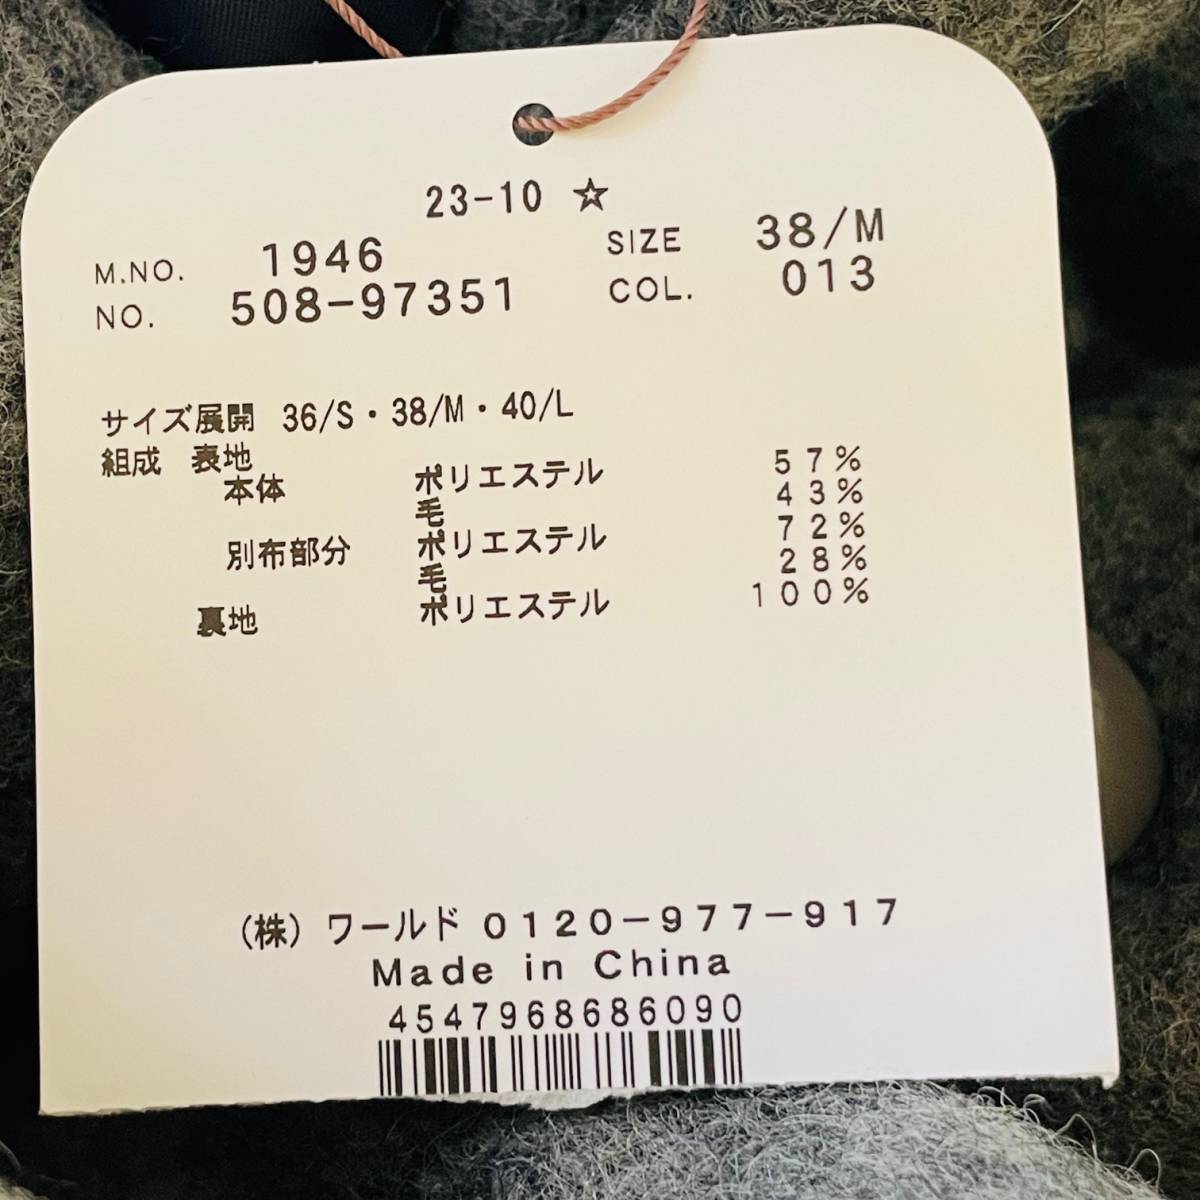 23-10 ☆
M.NO. 1946 SIZE 38/M
NO. 508-97351 COL. 013
サイズ展開 36/S・38/M・40/L
組成 表地
本体 ポリエステル 57%
毛 43%
別布部分 ポリエステル 72%
毛 28%
裏地 ポリエステル 100%
(株) ワールド 0120-977-917
Made in China
4547968686090